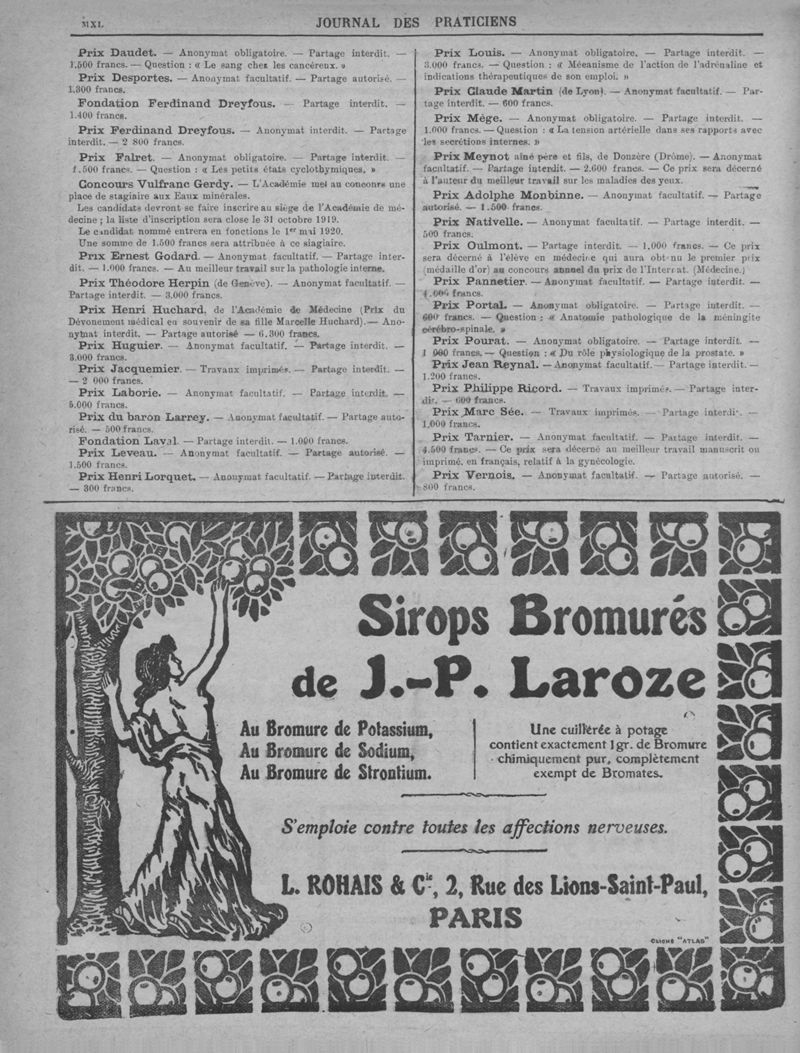 MXL
JOURNAL DES PRATICIENS
Prix Daudet. — Anonymat obligatoire. — Partage interdit. —
1.500 francs. — Question : « Le sang chez les cancéreux. »
Prix Desportes. — Anonymat facultatif. — Partage autorisé. —
1.300 francs.
Fondation Ferdinand Dreyfous. — Partage interdit. —
1.400 francs.
Prix Ferdinand Dreyfous. — Anonymat interdit. — Partage
interdit. — 2 800 francs.
Prix Falret. — Anonymat obligatoire. — Partage interdit. —
1.500 francs. — Question : « Les petits états cyclothymiques. »
Concours Vulfranc Gerdy. — L'Académie met au concours une
place de stagiaire aux Eaux minérales.
Les candidats devront se faire inscrire au siège de l'Académie de mé-
decine ; la liste d'inscription sera close le 31 octobre 1919.
Le candidat nommé entrera en fonctions le 1er mai 1920.
Une somme de 1.500 francs sera attribuée à ce stagiaire.
Prix Ernest Godard. — Anonymat facultatif. — Partage inter-
dit. — 1.000 francs. — Au meilleur travail sur la pathologie interne.
Prix Théodore Herpin (de Genève). — Anonymat facultatif. —
Partage interdit. — 3.000 francs.
Prix Henri Huchard, de l'Académie de Médecine (Prix du
Dévouement médical en souvenir de sa fille Marcelle Huchard). — Ano-
nymat interdit. — Partage autorisé — 6.300 francs.
Prix Huguier. — Anonymat facultatif. — Partage interdit. —
3.000 francs.
Prix Jacquemier. — Travaux imprimés. — Partage interdit. —
— 2 000 francs.
Prix Laborie. — Anonymat facultatif. — Partage interdit. —
5.000 francs.
Prix du baron Larrey. — Anonymat facultatif. — Partage auto-
risé. — 500 francs.
Fondation Laval. — Partage interdit. — 1.000 francs.
Prix Leveau. — Anonymat facultatif. — Partage autorisé. —
1.500 francs.
Prix Henri Lorquet. — Anonymat facultatif. — Partage interdit.
— 300 francs.
Prix Louis. — Anonymat obligatoire. — Partage interdit. —
3.000 francs. — Question : « Mécanisme de l'action de l'adrénaline et
indications thérapeutiques de son emploi. »
Prix Claude Martin (de Lyon). — Anonymat facultatif. — Par-
tage interdit. — 600 francs.
Prix Mège. — Anonymat obligatoire. — Partage interdit. —
1.000 francs. — Question : « La tension artérielle dans ses rapports avec
les secrétions internes. »
Prix Meynot ainé père et fils, de Donzère (Drôme). — Anonymat
facultatif. — Partage interdit. — 2.600 francs. — Ce prix sera décerné
à l'auteur du meilleur travail sur les maladies des yeux.
Prix Adolphe Monbinne. — Anonymat facultatif. — Partage
autorisé. — 1.500 francs.
Prix Nativelle. — Anonymat facultatif. — Partage interdit. —
500 francs.
Prix Oulmont. — Partage interdit. — 1.000 francs. — Ce prix
sera décerné à l'élève en médecine qui aura obtenu le premier prix
(médaille d'or) au concours annuel du prix de l'Internat. (Médecine.)
Prix Pannetier. — Anonymat facultatif. — Partage interdit. —
4.000 francs.
Prix Portal. — Anonymat obligatoire. — Partage interdit. —
600 francs. — Question : « Anatomie pathologique de la méningite
cérébro-spinale. »
Prix Pourat. — Anonymat obligatoire. — Partage interdit. —
1 000 francs. — Question : « Du rôle physiologique de la prostate. »
Prix Jean Reynal. — Anonymat facultatif. — Partage interdit. —
1.200 francs.
Prix Philippe Ricord. — Travaux imprimés. — Partage inter-
dit. — 600 francs.
Prix Marc Sée. — Travaux imprimés. — Partage interdit. —
1.000 francs.
Prix Tarnier. — Anonymat facultatif. — Partage interdit. —
4.500 francs. — Ce prix sera décerné au meilleur travail manuscrit ou
imprimé, en français, relatif à la gynécologie.
Prix Vernois. — Anonymat facultatif. — Partage autorisé. —
800 francs.
Sirops Bromurés
de J.-P. Laroze
Au Bromure de Potassium,
Au Bromure de Sodium,
Au Bromure de Strontium.
Une cuillérée à potage
contient exactement 1 gr. de Bromure
chimiquement pur, complètement
exempt de Bromates.
S'emploie contre toutes les affections nerveuses.
L. ROHAIS & Cie, 2, Rue des Lions-Saint-Paul,
PARIS
CLICHÉ "ATLAS"